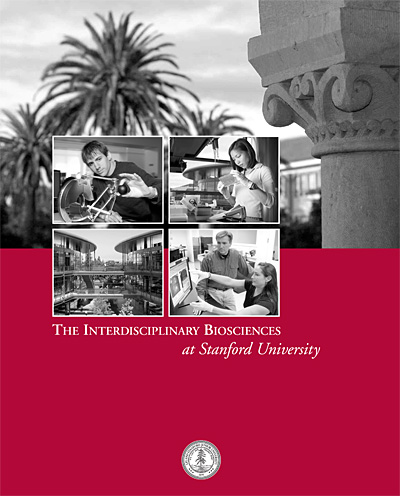 THE INTERDISCIPLINARY BIOSCIENCES
at Stanford University